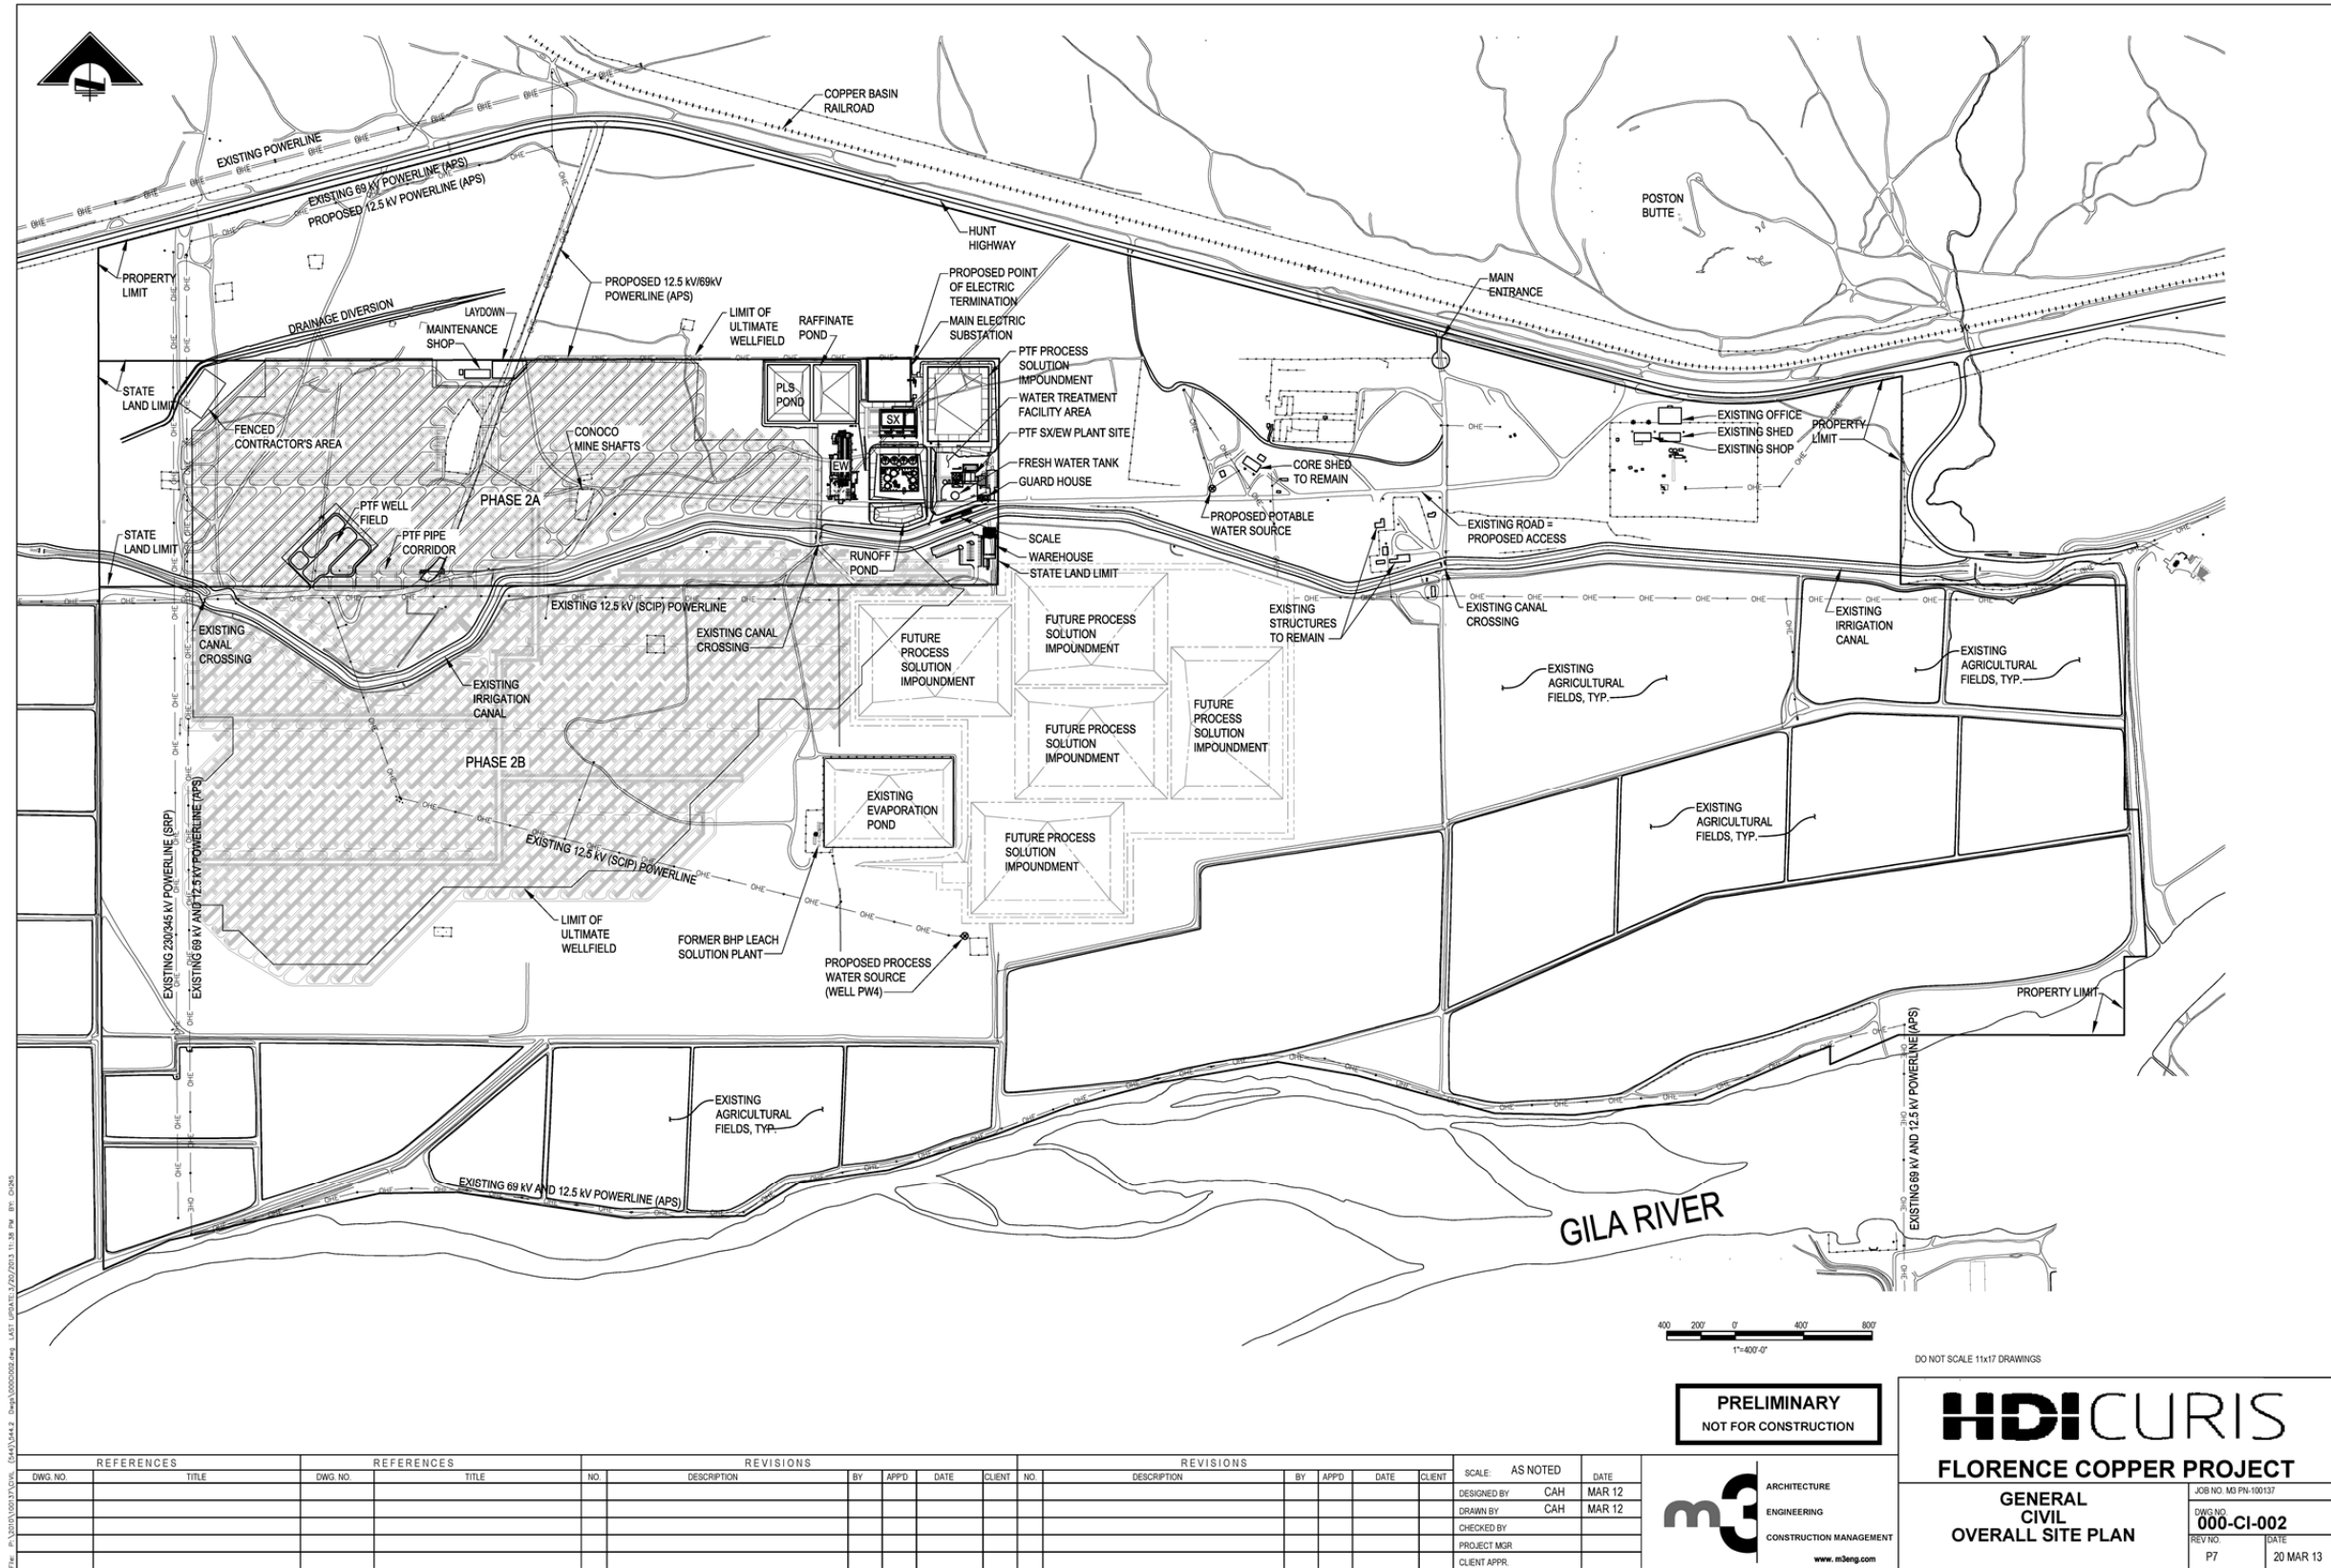 COPPER BASIN
RAILROAD
EXISTING POWERLINE
EXISTING 69 kV POWERLINE (APS)
PROPOSED 12.5 kV POWERLINE (APS)
POSTON
BUTTE
HUNT
HIGHWAY
PROPERTY
LIMIT
PROPOSED 12.5 kV/69kV
POWERLINE (APS)
PROPOSED POINT
OF ELECTRIC
TERMINATION
MAIN
ENTRANCE
DRAINAGE DIVERSION
LAYDOWN
MAINTENANCE
SHOP
LIMIT OF
ULTIMATE
WELLFIELD
RAFFINATE
POND
MAIN ELECTRIC
SUBSTATION
PTF PROCESS
SOLUTION
IMPOUNDMENT
PLS
POND
STATE
LAND LIMIT
WATER TREATMENT
FACILITY AREA
SX
FENCED
CONTRACTOR'S AREA
CONOCO
MINE SHAFTS
PTF SX/EW PLANT SITE
EXISTING OFFICE
EXISTING SHED
EXISTING SHOP
PROPERTY
LIMIT
EW
FRESH WATER TANK
GUARD HOUSE
CORE SHED
TO REMAIN
PHASE 2A
PTF WELL
FIELD
PTF PIPE
CORRIDOR
PROPOSED POTABLE
WATER SOURCE
EXISTING ROAD =
PROPOSED ACCESS
STATE
LAND LIMIT
RUNOFF
POND
SCALE
WAREHOUSE
STATE LAND LIMIT
EXISTING 12.5 kV (SCIP) POWERLINE
EXISTING
CANAL
CROSSING
EXISTING CANAL
CROSSING
FUTURE
PROCESS
SOLUTION
IMPOUNDMENT
FUTURE PROCESS
SOLUTION
IMPOUNDMENT
EXISTING
STRUCTURES
TO REMAIN
EXISTING CANAL
CROSSING
EXISTING
IRRIGATION
CANAL
EXISTING
AGRICULTURAL
FIELDS, TYP.
EXISTING
AGRICULTURAL
FIELDS, TYP.
EXISTING
IRRIGATION
CANAL
FUTURE
PROCESS
SOLUTION
IMPOUNDMENT
FUTURE PROCESS
SOLUTION
IMPOUNDMENT
PHASE 2B
EXISTING
EVAPORATION
POND
EXISTING
AGRICULTURAL
FIELDS, TYP.
FUTURE PROCESS
SOLUTION
IMPOUNDMENT
EXISTING 12.5 kV (SCIP) POWERLINE
EXISTING 230/345 kV POWERLINE (SRP)
EXISTING 69 kV AND 12.5 kV POWERLINE (APS)
LIMIT OF
ULTIMATE
WELLFIELD
FORMER BHP LEACH
SOLUTION PLANT
PROPOSED PROCESS
WATER SOURCE
(WELL PW4)
PROPERTY LIMIT
EXISTING
AGRICULTURAL
FIELDS, TYP.
EXISTING 69 kV AND 12.5 kV POWERLINE (APS)
EXISTING 69 kV AND 12.5 kV POWERLINE (APS)
GILA RIVER
400 200' 0' 400' 800'
1"=400'-0"
DO NOT SCALE 11x17 DRAWINGS
PRELIMINARY
NOT FOR CONSTRUCTION
HDICURIS
FLORENCE COPPER PROJECT
GENERAL
CIVIL
OVERALL SITE PLAN
JOB NO. M3 PN-100137
DWG NO.
000-CI-002
REV NO. DATE
P7 20 MAR 13
REFERENCES REFERENCES REVISIONS REVISIONS
DWG. NO. TITLE DWG. NO. TITLE NO. DESCRIPTION BY APP'D DATE CLIENT NO. DESCRIPTION BY APP'D DATE CLIENT
SCALE: AS NOTED DATE
DESIGNED BY CAH MAR 12
DRAWN BY CAH MAR 12
CHECKED BY
PROJECT MGR
CLIENT APPR.
m3
ARCHITECTURE
ENGINEERING
CONSTRUCTION MANAGEMENT
www. m3eng.com